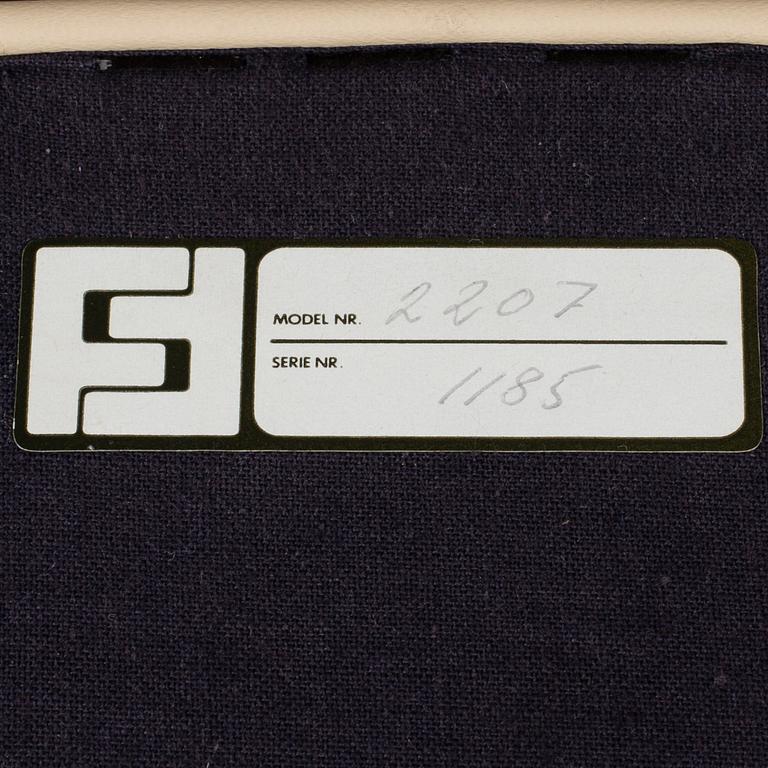 MODEL NR. 2207
SERIE NR. 1185